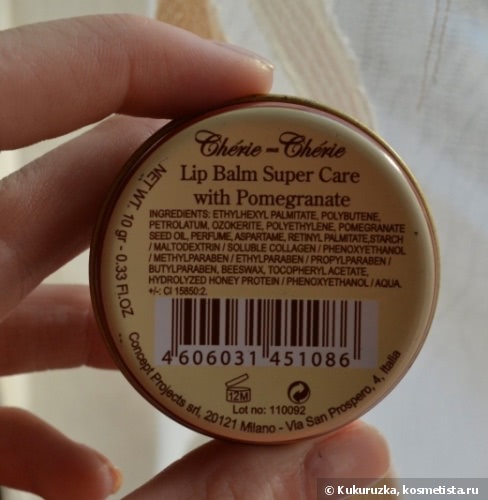 Chérie - Chérie
Lip Balm Super Care
with Pomegranate
INGREDIENTS: ETHYLHEXYL PALMITATE, POLYBUTENE,
PETROLATUM, OZOKERITE, POLYETHYLENE, POMEGRANATE
SEED OIL, PERFUME, ASPARTAME, RETINYL PALMITATE,STARCH
/ MALTODEXTRIN / SOLUBLE COLLAGEN / PHENOXYETHANOL
/ METHYLPARABEN / ETHYLPARABEN / PROPYLPARABEN /
BUTYLPARABEN, BEESWAX, TOCOPHERYL ACETATE,
HYDROLYZED HONEY PROTEIN / PHENOXYETHANOL / AQUA.
+/-: CI 15850:2.
NET WT. 10 gr - 0.33 Fl.OZ
4 606031 451086
12M
Lot no: 110092
Concept Projects srl, 20121 Milano - Via San Prospero, 4, Italia
© Kukuruzka, kosmetista.ru